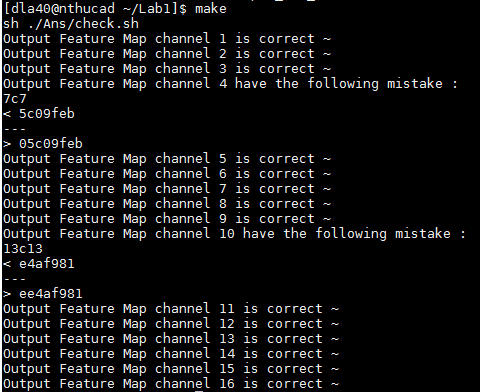 [dla40@nthucad ~/Lab1]$ make
sh ./Ans/check.sh
Output Feature Map channel 1 is correct ~
Output Feature Map channel 2 is correct ~
Output Feature Map channel 3 is correct ~
Output Feature Map channel 4 have the following mistake :
7c7
< 5c09feb
---
> 05c09feb
Output Feature Map channel 5 is correct ~
Output Feature Map channel 6 is correct ~
Output Feature Map channel 7 is correct ~
Output Feature Map channel 8 is correct ~
Output Feature Map channel 9 is correct ~
Output Feature Map channel 10 have the following mistake :
13c13
< e4af981
---
> ee4af981
Output Feature Map channel 11 is correct ~
Output Feature Map channel 12 is correct ~
Output Feature Map channel 13 is correct ~
Output Feature Map channel 14 is correct ~
Output Feature Map channel 15 is correct ~
Output Feature Map channel 16 is correct ~